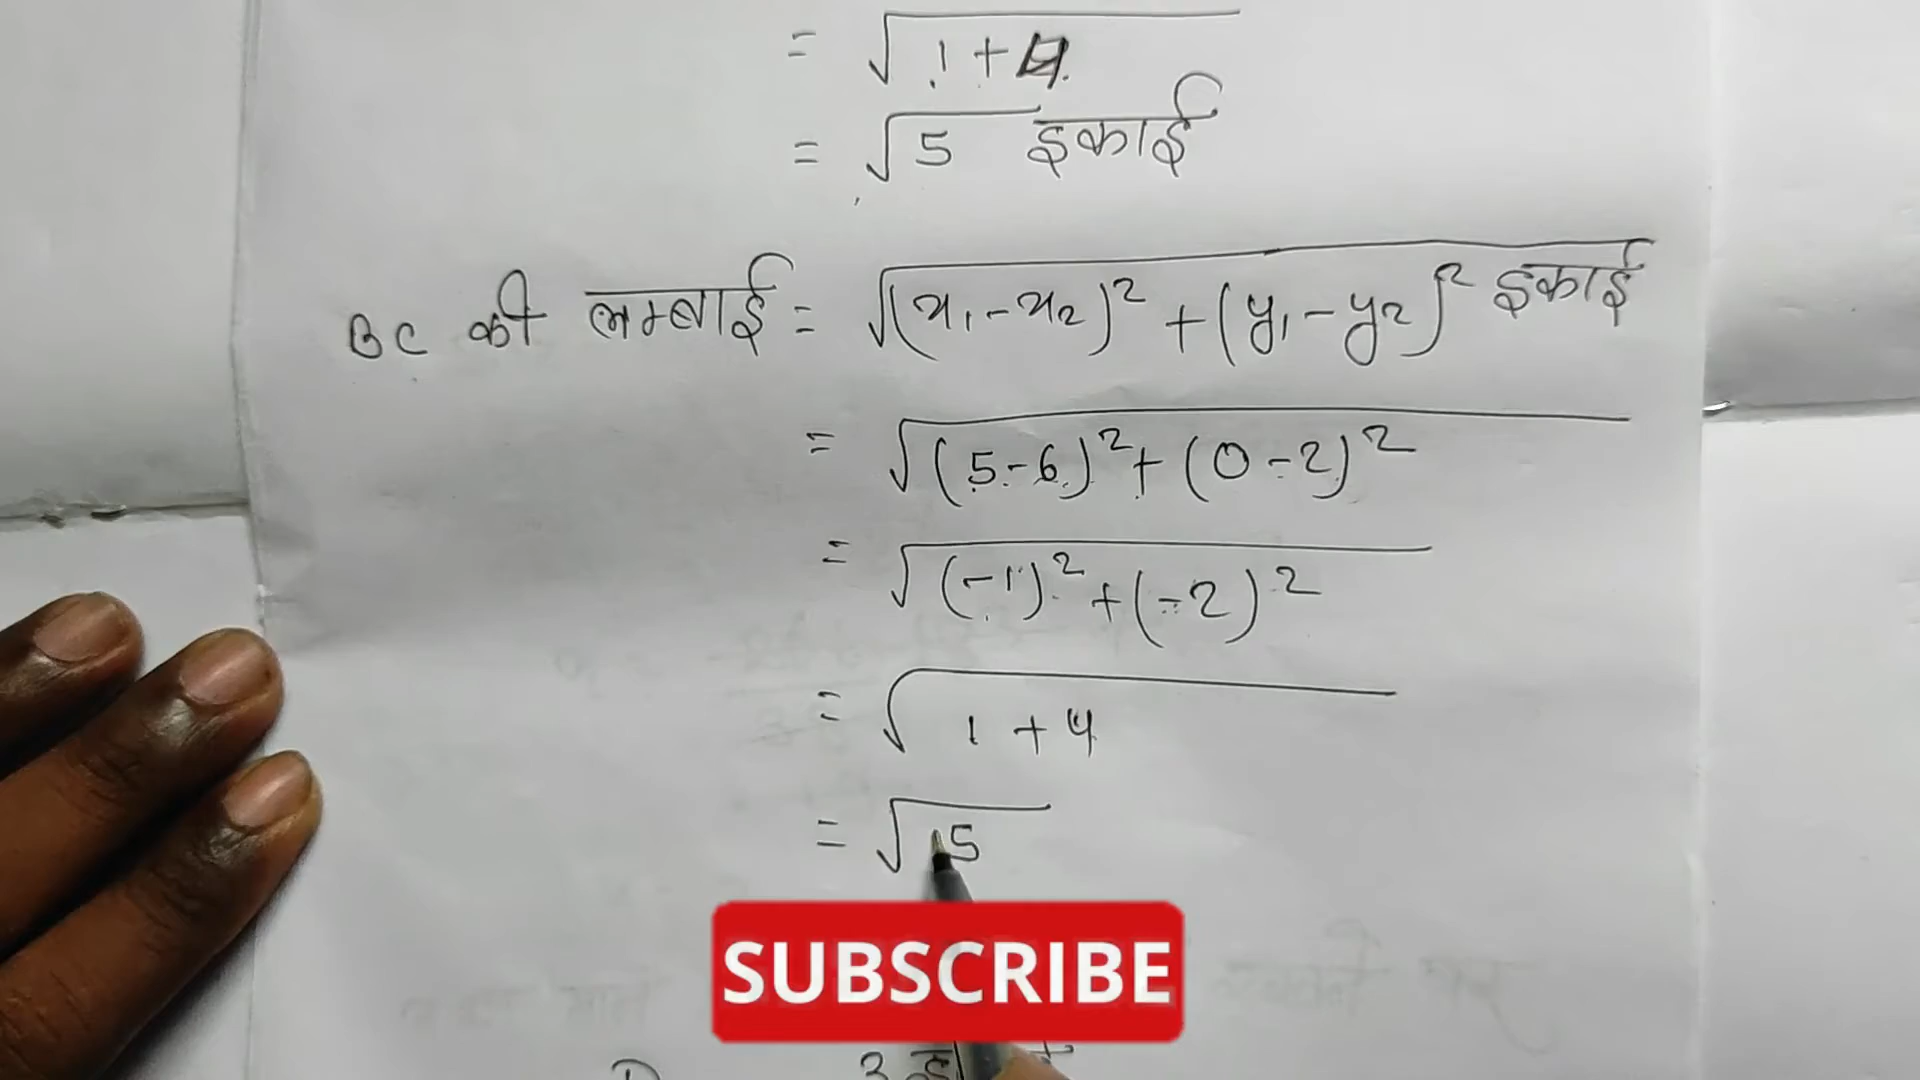 = √1+4
= √5 इकाई
BC की लम्बाई = √(x₁-x₂)² + (y₁-y₂)² इकाई
= √(5-6)² + (0-2)²
= √(-1)² + (-2)²
= √1+4
= √5
SUBSCRIBE